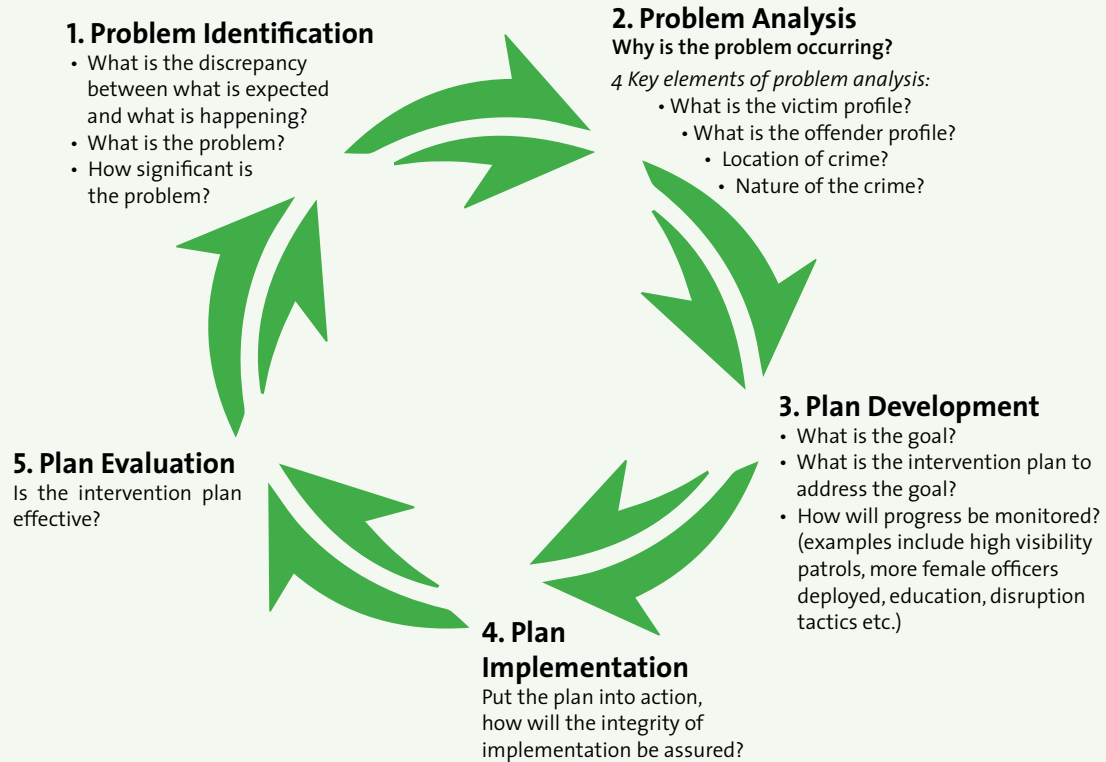 1. Problem Identification
• What is the discrepancy
between what is expected
and what is happening?
• What is the problem?
• How significant is
the problem?
2. Problem Analysis
Why is the problem occurring?
4 Key elements of problem analysis:
• What is the victim profile?
• What is the offender profile?
• Location of crime?
• Nature of the crime?
3. Plan Development
• What is the goal?
• What is the intervention plan to
address the goal?
• How will progress be monitored?
(examples include high visibility
patrols, more female officers
deployed, education, disruption
tactics etc.)
4. Plan
Implementation
Put the plan into action,
how will the integrity of
implementation be assured?
5. Plan Evaluation
Is the intervention plan
effective?